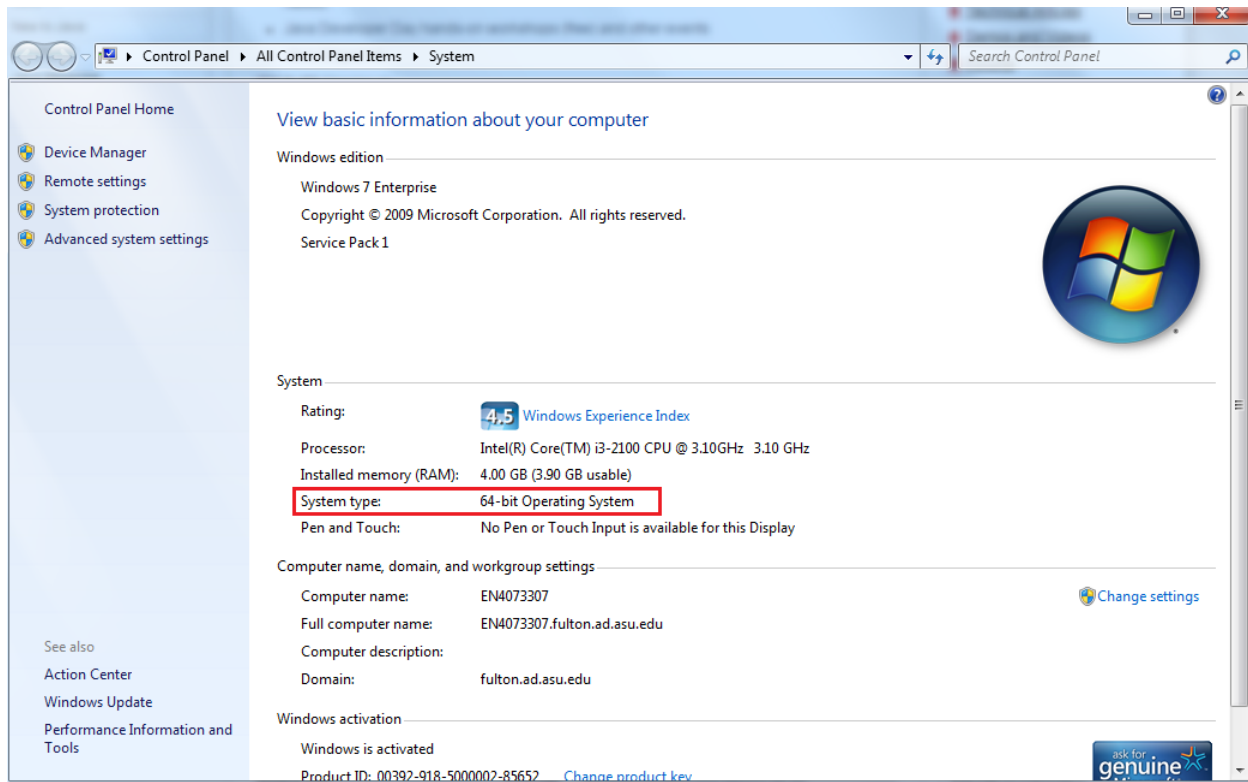 Control Panel ▸ All Control Panel Items ▸ System
Search Control Panel
Control Panel Home
Device Manager
Remote settings
System protection
Advanced system settings
See also
Action Center
Windows Update
Performance Information and
Tools
View basic information about your computer
Windows edition
Windows 7 Enterprise
Copyright © 2009 Microsoft Corporation. All rights reserved.
Service Pack 1
System
Rating: 4,5 Windows Experience Index
Processor: Intel(R) Core(TM) i3-2100 CPU @ 3.10GHz 3.10 GHz
Installed memory (RAM): 4.00 GB (3.90 GB usable)
System type: 64-bit Operating System
Pen and Touch: No Pen or Touch Input is available for this Display
Computer name, domain, and workgroup settings
Computer name: EN4073307 Change settings
Full computer name: EN4073307.fulton.ad.asu.edu
Computer description:
Domain: fulton.ad.asu.edu
Windows activation
Windows is activated
ask for
genuine
Product ID: 00392-918-5000002-85652 Change product key